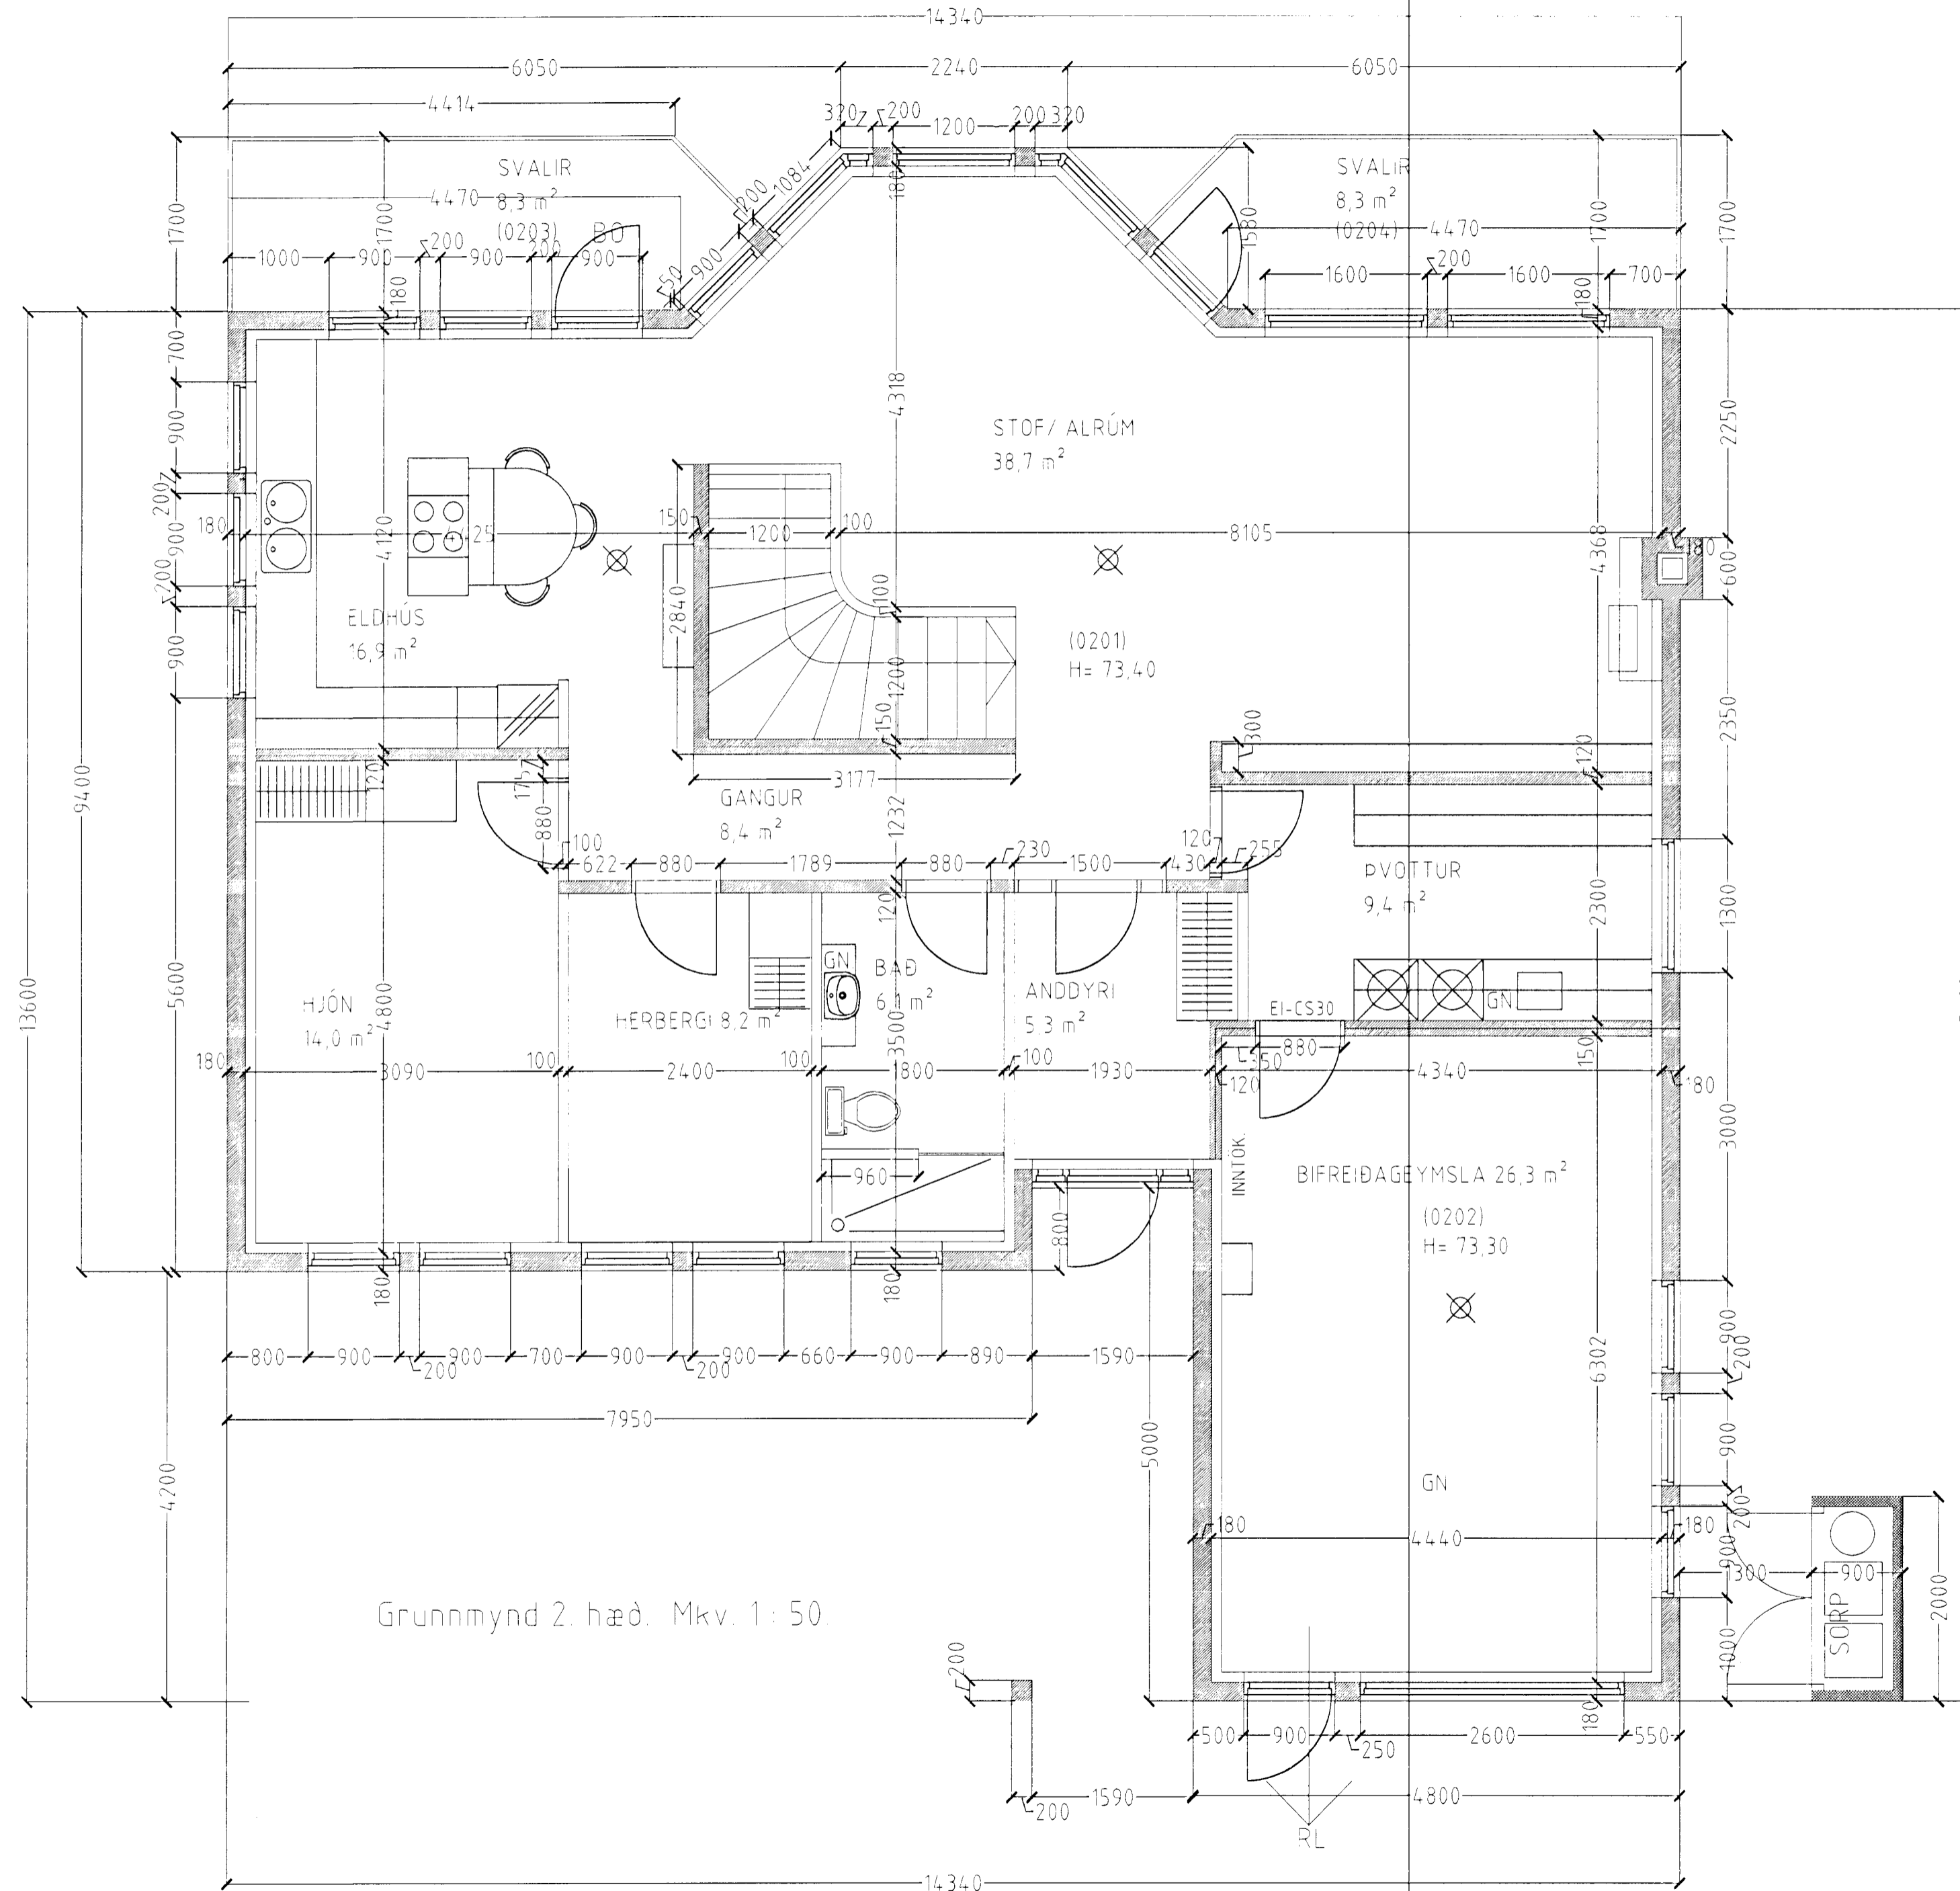 14340
6050 2240 6050
4414
320 200 1200 200 320
SVALIR
8,3 m²
(0203)
4470
BO
1700
1700
180
200
1084
900
50
180
1580
SVALIR
8,3 m²
(0204)
4470
1700
1700
1000 900 200 900 200 900
1600 200 1600 700
180
180
700
900
200
900
200
900
5600
9400
13600
4200
4318
STOF/ ALRÚM
38,7 m²
2250
180 4425 150 1200 100 8105 180
4120
4368
600
2840
100
1200
150
ELDHÚS
16,9 m²
(0201)
H= 73,40
2350
300
120
3177
GANGUR
8,4 m²
1232
120
175
880
100 622 880 1789 880 230 1500 430 120 255
ÞVOTTUR
9,4 m²
2300
1300
120
GN
BAÐ
6,1 m²
ANDDYRI
5,3 m²
HJÓN
14,0 m²
4800
HERBERGI 8,2 m²
3500
EI-CS30
GN
350 880
150
180 3090 100 2400 100 1800 100 1930 120 4340 180
3000
960
INNTOK.
BIFREIÐAGEYMSLA 26,3 m²
(0202)
H= 73,30
800
180
180
800 900 200 900 700 900 200 900 660 900 890 1590
7950
5000
6302
900
200
900
200
900
1000
GN
180 4440 180
1300 900
2000
SORP
Grunnmynd 2. hæð. Mkv. 1 : 50.
200
180
500 900 250 2600 550
200 1590 4800
RL
14340